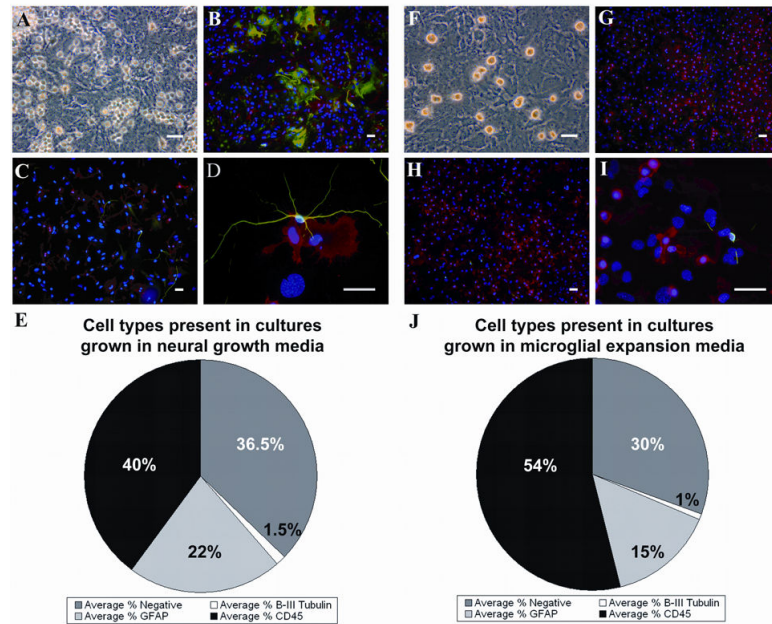 A
B
C
D
E
Cell types present in cultures
grown in neural growth media
36.5%
1.5%
22%
40%
Average % Negative
Average % B-III Tubulin
Average % GFAP
Average % CD45
F
G
H
I
J
Cell types present in cultures
grown in microglial expansion media
30%
1%
15%
54%
Average % Negative
Average % B-III Tubulin
Average % GFAP
Average % CD45